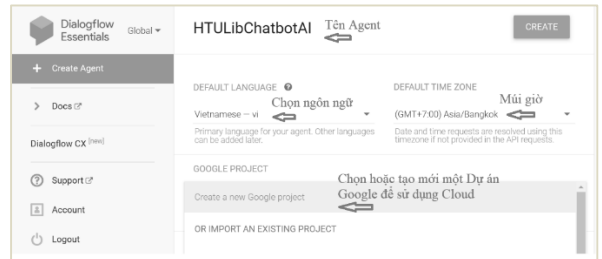 Dialogflow
Essentials
Global
HTULibChatbotAI
Tên Agent
CREATE
+ Create Agent
Docs
Dialogflow CX [new]
Support
Account
Logout
DEFAULT LANGUAGE
Chọn ngôn ngữ
Vietnamese – vi
Primary language for your agent. Other languages
can be added later.
DEFAULT TIME ZONE
Múi giờ
(GMT+7:00) Asia/Bangkok
Date and time requests are resolved using this
timezone if not provided in the API requests.
GOOGLE PROJECT
Chọn hoặc tạo mới một Dự án
Google để sử dụng Cloud
Create a new Google project
OR IMPORT AN EXISTING PROJECT